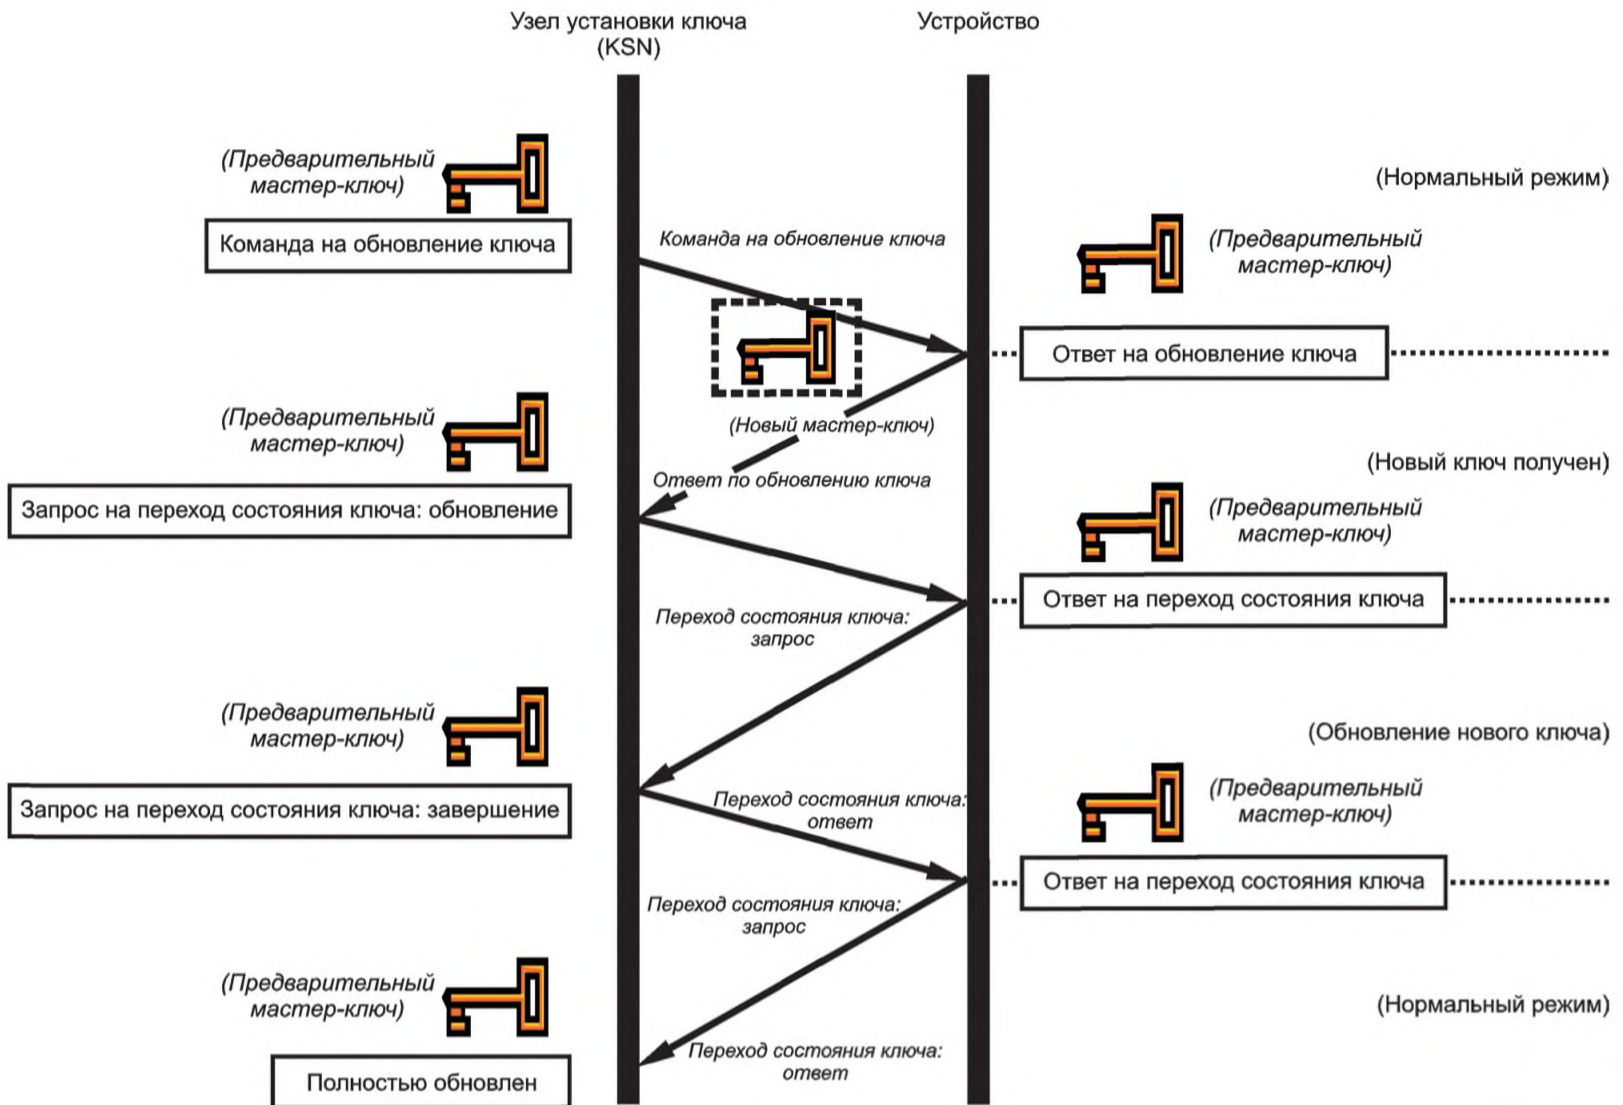 Узел установки ключа
(KSN)
Устройство
(Предварительный
мастер-ключ)
(Нормальный режим)
Команда на обновление ключа
Команда на обновление ключа
(Предварительный
мастер-ключ)
Ответ на обновление ключа
(Предварительный
мастер-ключ)
(Новый мастер-ключ)
(Новый ключ получен)
Ответ по обновлению ключа
Запрос на переход состояния ключа: обновление
(Предварительный
мастер-ключ)
Ответ на переход состояния ключа
Переход состояния ключа:
запрос
(Предварительный
мастер-ключ)
(Обновление нового ключа)
Запрос на переход состояния ключа: завершение
Переход состояния ключа:
ответ
(Предварительный
мастер-ключ)
Ответ на переход состояния ключа
Переход состояния ключа:
запрос
(Предварительный
мастер-ключ)
(Нормальный режим)
Переход состояния ключа:
ответ
Полностью обновлен